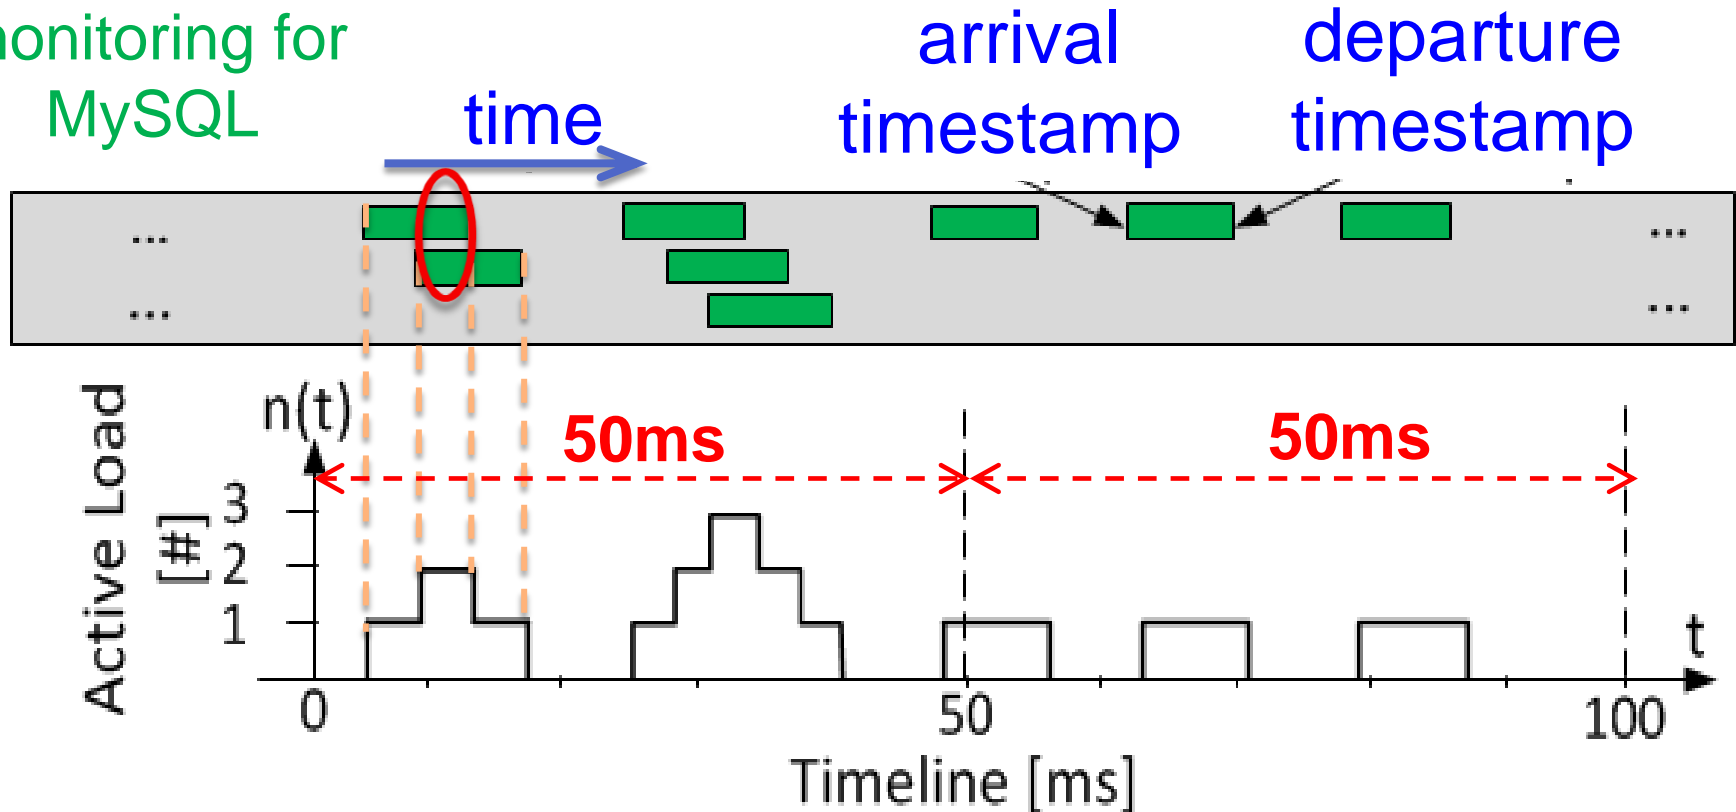 onitoring for
MySQL
time
arrival
timestamp
departure
timestamp
...
...
...
...
Active Load
[#]
n(t)
50ms
50ms
3
2
1
t
0
50
100
Timeline [ms]